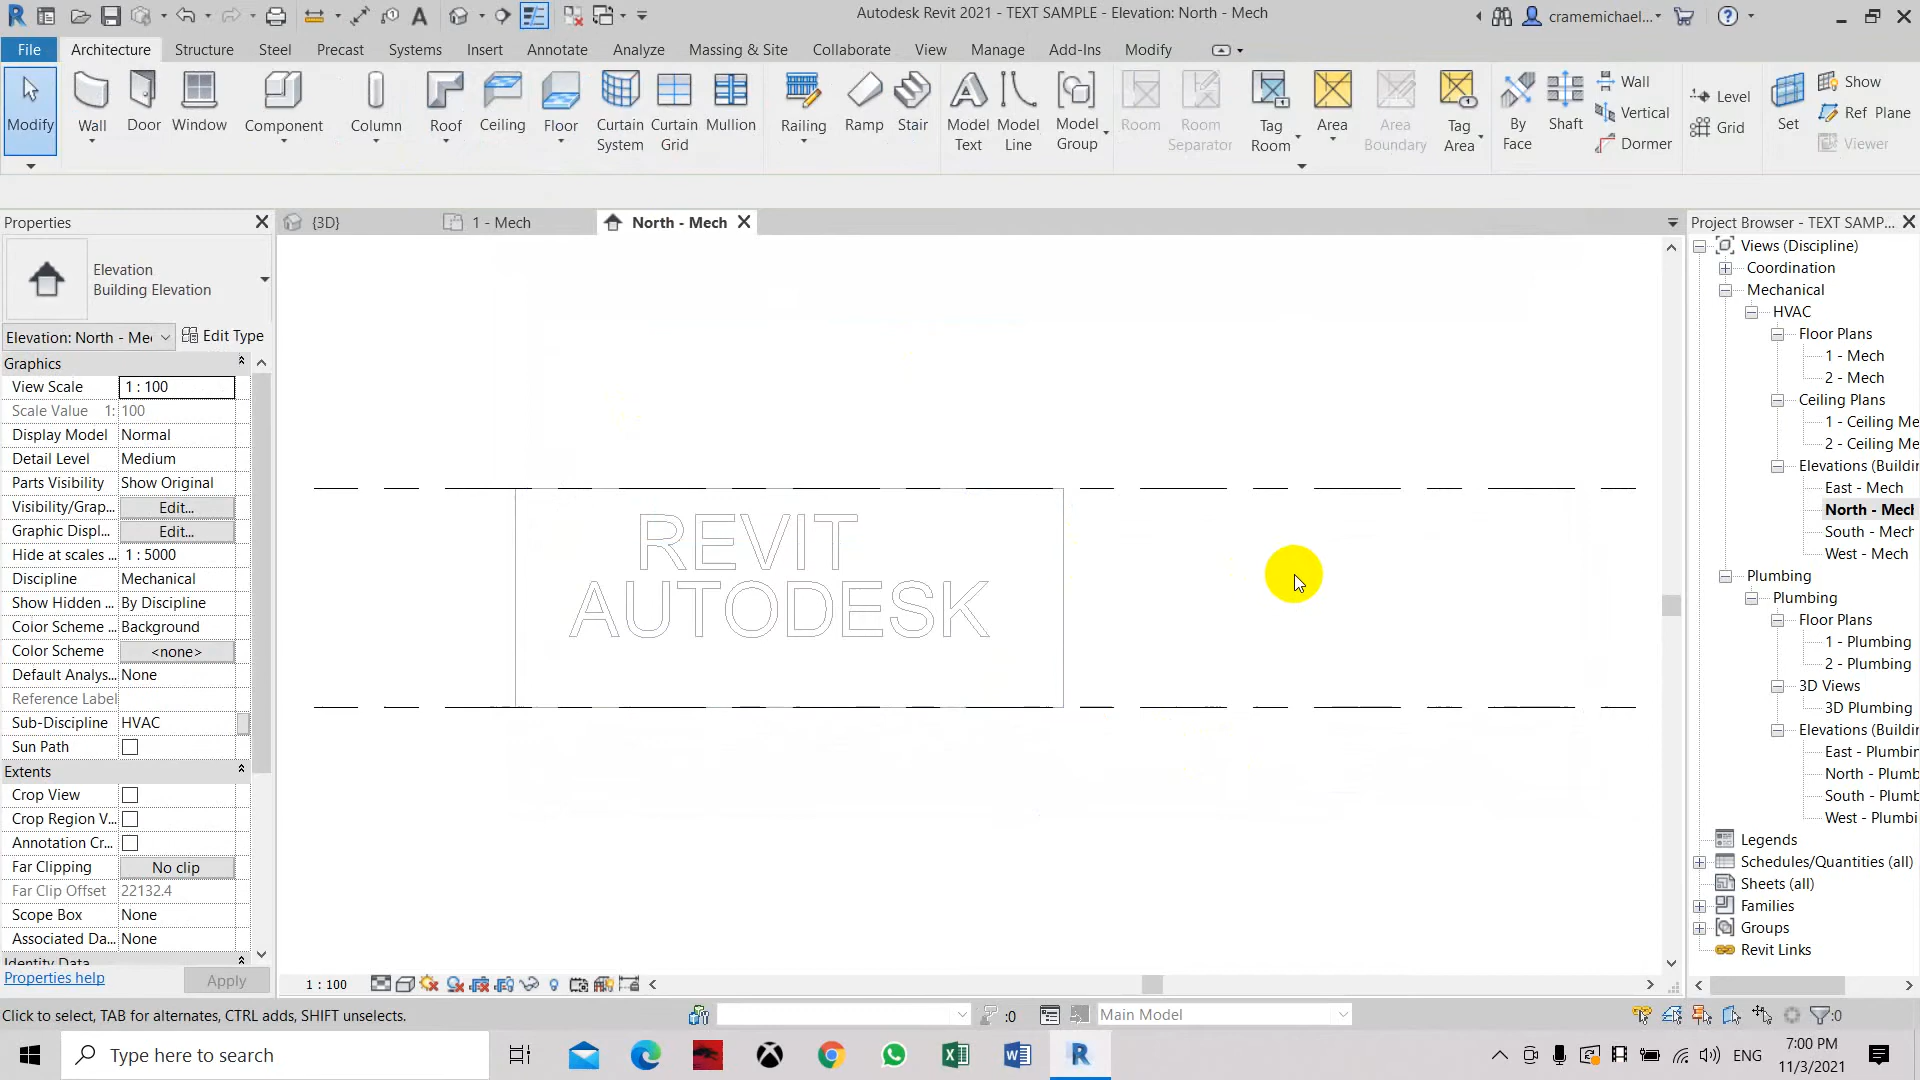 Autodesk Revit 2021 - TEXT SAMPLE - Elevation: North - Mech
cramemichael...
File Architecture Structure Steel Precast Systems Insert Annotate Analyze Massing & Site Collaborate View Manage Add-Ins Modify
Modify
Wall
Door
Window
Component
Column
Roof
Ceiling
Floor
Curtain System
Curtain Grid
Mullion
Railing
Ramp
Stair
Model Text
Model Line
Model Group
Room
Room Separator
Tag Room
Area
Area Boundary
Tag Area
By Face
Shaft
Wall
Vertical
Dormer
Level
Grid
Set
Show
Ref Plane
Viewer
Properties
{3D}
1 - Mech
North - Mech
Project Browser - TEXT SAMP...
Elevation
Building Elevation
Elevation: North - Me
Edit Type
Graphics
View Scale 1 : 100
Scale Value 1: 100
Display Model Normal
Detail Level Medium
Parts Visibility Show Original
Visibility/Grap... Edit...
Graphic Displ... Edit...
Hide at scales ... 1 : 5000
Discipline Mechanical
Show Hidden ... By Discipline
Color Scheme ... Background
Color Scheme <none>
Default Analys... None
Reference Label
Sub-Discipline HVAC
Sun Path
Extents
Crop View
Crop Region V...
Annotation Cr...
Far Clipping No clip
Far Clip Offset 22132.4
Scope Box None
Associated Da... None
Identity Data
Properties help
Apply
REVIT
AUTODESK
Views (Discipline)
Coordination
Mechanical
HVAC
Floor Plans
1 - Mech
2 - Mech
Ceiling Plans
1 - Ceiling Me
2 - Ceiling Me
Elevations (Buildi
East - Mech
North - Mech
South - Mech
West - Mech
Plumbing
Plumbing
Floor Plans
1 - Plumbing
2 - Plumbing
3D Views
3D Plumbing
Elevations (Buildi
East - Plumbi
North - Plumb
South - Plumb
West - Plumbi
Legends
Schedules/Quantities (all)
Sheets (all)
Families
Groups
Revit Links
1 : 100
Click to select, TAB for alternates, CTRL adds, SHIFT unselects.
:0
Main Model
:0
Type here to search
ENG
7:00 PM
11/3/2021